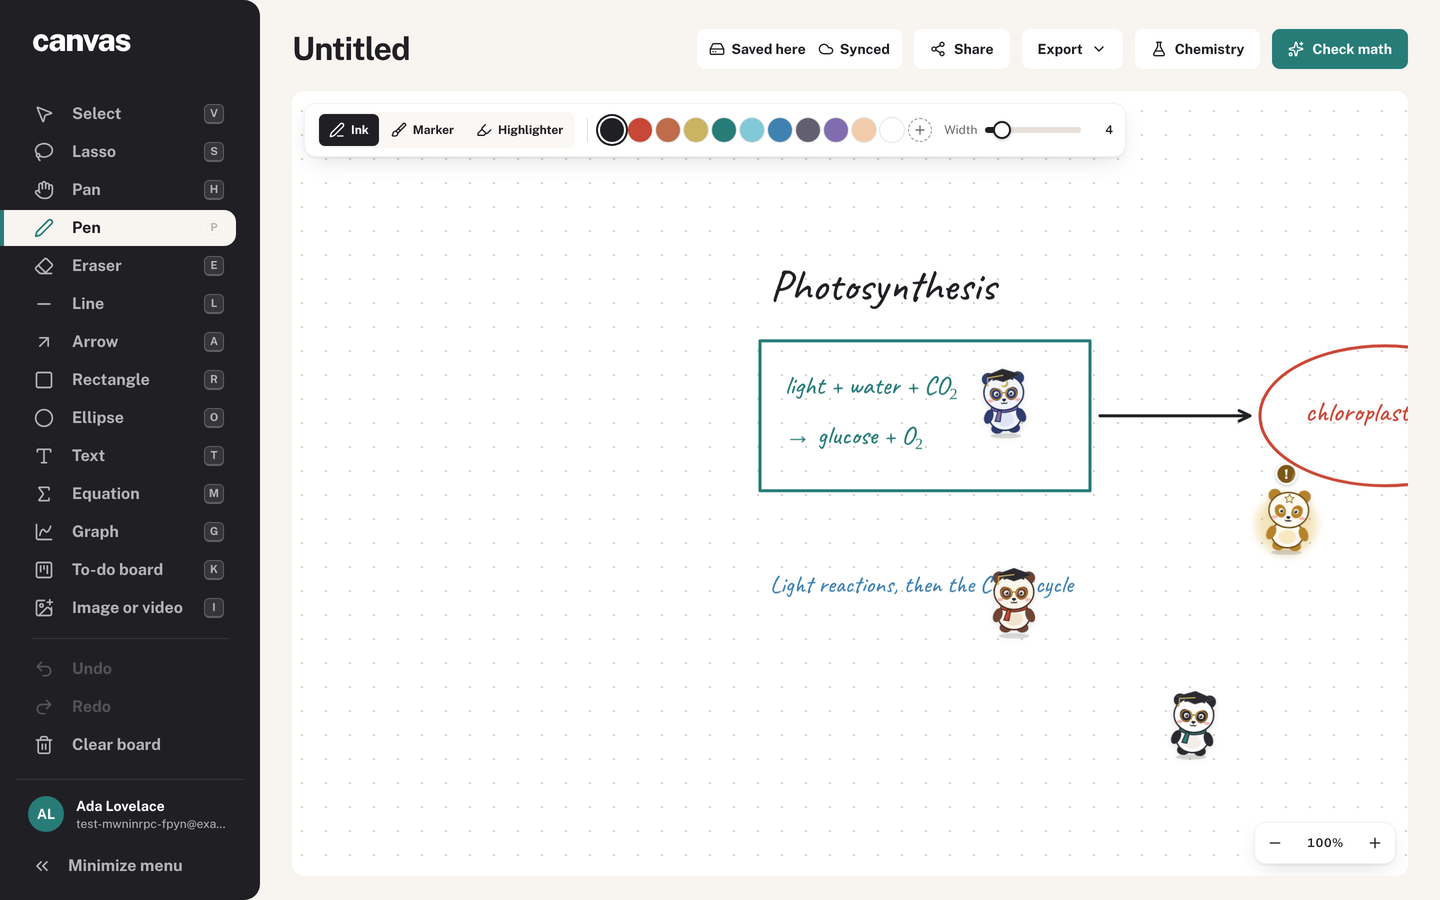 canvas
Untitled
Saved here
Synced
Share
Export
Chemistry
Check math
Select V
Lasso S
Pan H
Pen P
Eraser E
Line L
Arrow A
Rectangle R
Ellipse O
Text T
Equation M
Graph G
To-do board K
Image or video I
Undo
Redo
Clear board
AL
Ada Lovelace
test-mwninrpc-fpyn@exa...
Minimize menu
Ink
Marker
Highlighter
Width
4
Photosynthesis
light + water + CO₂
→ glucose + O₂
chloroplast
!
Light reactions, then the cycle
100%